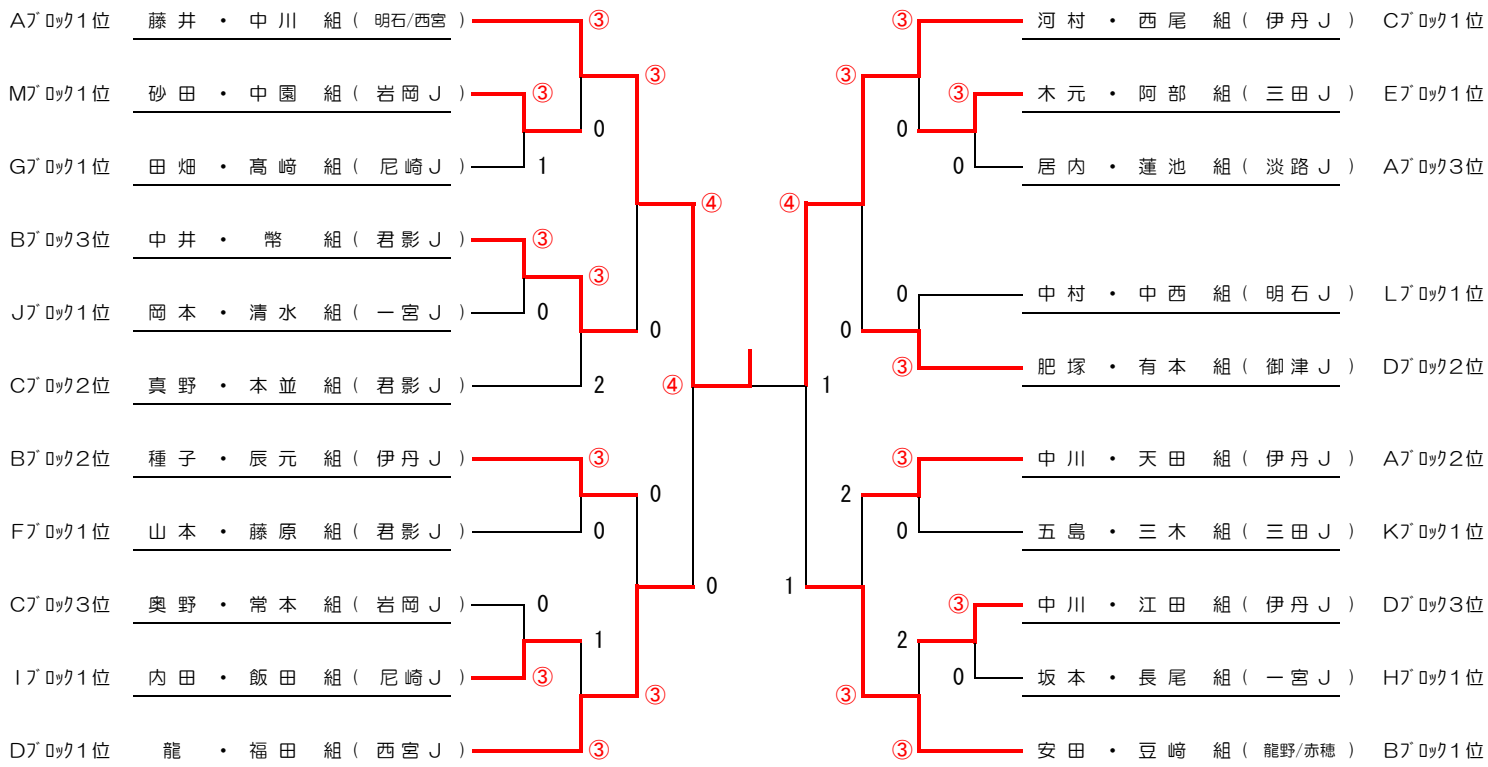 Aブロック1位 藤井・中川 組(明石/西宮) ③ ③ 河村・西尾 組(伊丹J) Cブロック1位
③ ③
Mブロック1位 砂田・中園 組(岩岡J) ③ ③ 木元・阿部 組(三田J) Eブロック1位
0 0
Gブロック1位 田畑・髙﨑 組(尼崎J) 1 0 居内・蓮池 組(淡路J) Aブロック3位
④ ④
Bブロック3位 中井・幣 組(君影J) ③
③
0 中村・中西 組(明石J) Lブロック1位
Jブロック1位 岡本・清水 組(一宮J) 0
0 0
③ 肥塚・有本 組(御津J) Dブロック2位
Cブロック2位 真野・本並 組(君影J) 2 ④ 1
Bブロック2位 種子・辰元 組(伊丹J) ③ ③ 中川・天田 組(伊丹J) Aブロック2位
0 2
Fブロック1位 山本・藤原 組(君影J) 0 0 五島・三木 組(三田J) Kブロック1位
0 1
Cブロック3位 奥野・常本 組(岩岡J) 0 ③ 中川・江田 組(伊丹J) Dブロック3位
1 2
Iブロック1位 内田・飯田 組(尼崎J) ③ 0 坂本・長尾 組(一宮J) Hブロック1位
③ ③
Dブロック1位 龍・福田 組(西宮J) ③ ③ 安田・豆﨑 組(龍野/赤穂) Bブロック1位